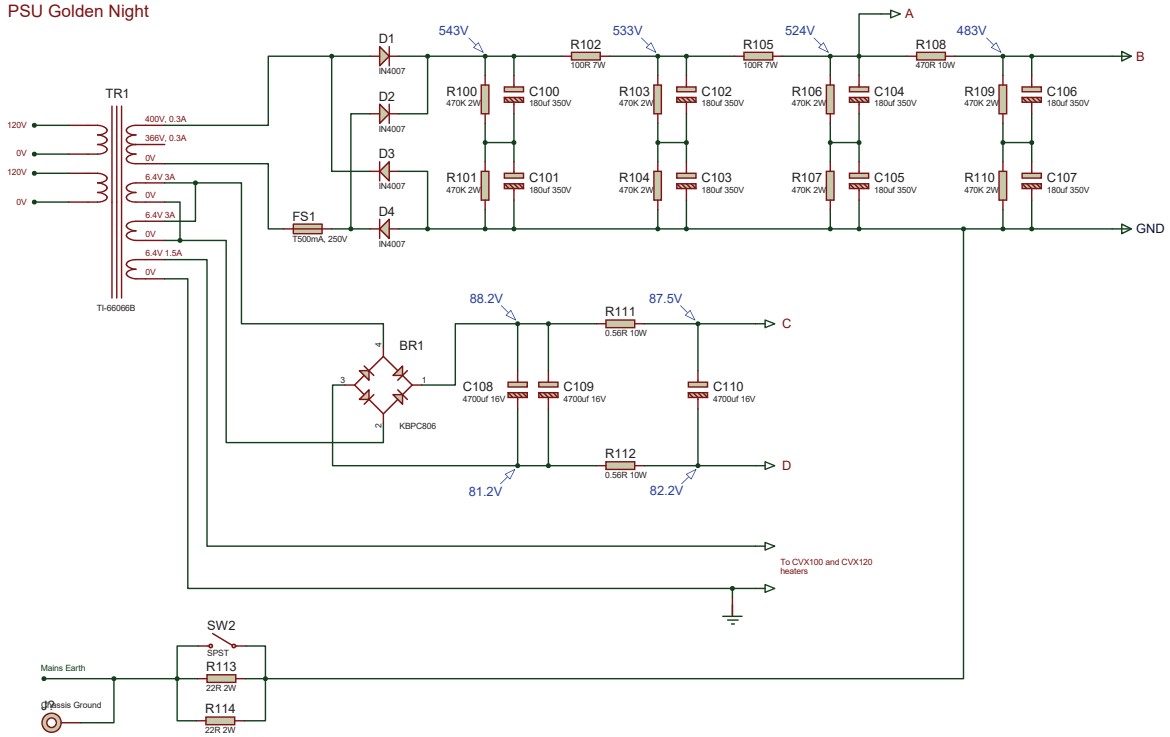 PSU Golden Night
A
543V
533V
524V
483V
D1
IN4007
R102
100R 7W
R105
100R 7W
R108
470R 10W
B
TR1
D2
IN4007
R100
470K 2W
C100
180uf 350V
R103
470K 2W
C102
180uf 350V
R106
470K 2W
C104
180uf 350V
R109
470K 2W
C106
180uf 350V
120V
400V, 0.3A
366V, 0.3A
0V
0V
120V
D3
IN4007
R101
470K 2W
C101
180uf 350V
R104
470K 2W
C103
180uf 350V
R107
470K 2W
C105
180uf 350V
R110
470K 2W
C107
180uf 350V
6.4V 3A
0V
0V
6.4V 3A
0V
FS1
T500mA, 250V
D4
IN4007
GND
6.4V 1.5A
0V
TI-66066B
88.2V
87.5V
R111
0.56R 10W
C
BR1
4
3
1
2
KBPC806
C108
4700uf 16V
C109
4700uf 16V
C110
4700uf 16V
R112
0.56R 10W
D
81.2V
82.2V
To CVX100 and CVX120
heaters
SW2
SPST
Mains Earth
R113
22R 2W
Chassis Ground
R114
22R 2W